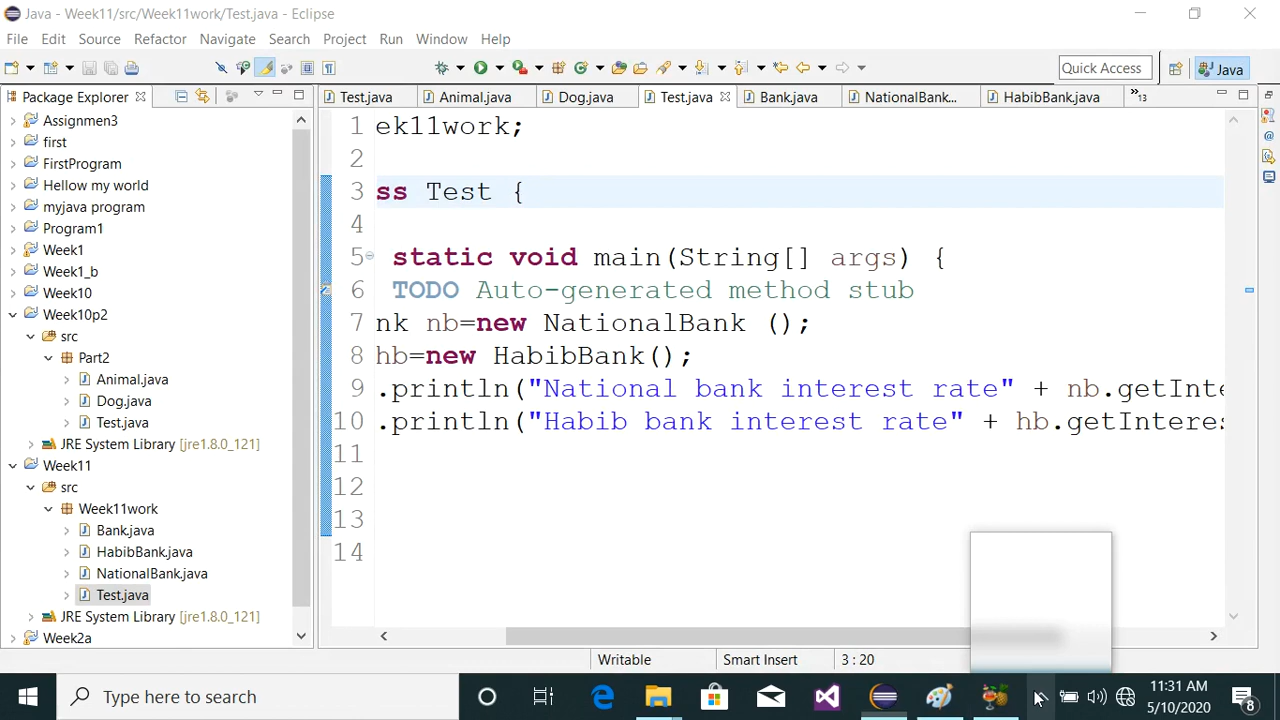 Java - Week11/src/Week11work/Test.java - Eclipse
File Edit Source Refactor Navigate Search Project Run Window Help
Quick Access
Java
Package Explorer
Test.java
Animal.java
Dog.java
Test.java
Bank.java
NationalBank...
HabibBank.java
»13
Assignmen3
first
FirstProgram
Hellow my world
myjava program
Program1
Week1
Week1_b
Week10
Week10p2
src
Part2
Animal.java
Dog.java
Test.java
JRE System Library [jre1.8.0_121]
Week11
src
Week11work
Bank.java
HabibBank.java
NationalBank.java
Test.java
JRE System Library [jre1.8.0_121]
Week2a
1 ek11work;
2
3 ss Test {
4
5 static void main(String[] args) {
6 TODO Auto-generated method stub
7 nk nb=new NationalBank ();
8 hb=new HabibBank();
9 .println("National bank interest rate" + nb.getInte
10 .println("Habib bank interest rate" + hb.getInteres
11
12
13
14
Writable
Smart Insert
3 : 20
Type here to search
11:31 AM
5/10/2020
8